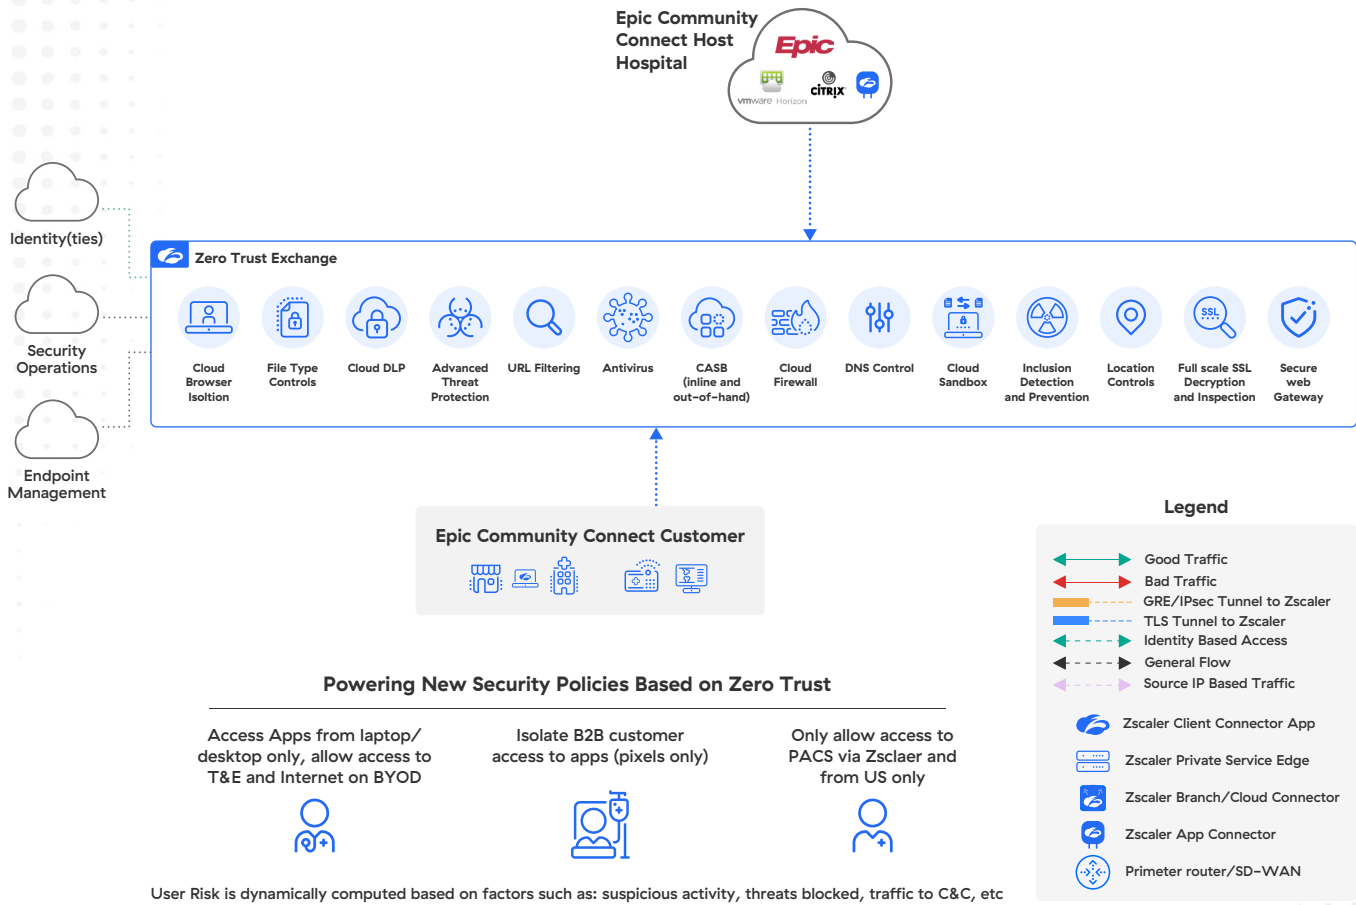 Epic Community
Connect Host
Hospital
Epic
vmware Horizon
CITRIX
Identity(ties)
Security
Operations
Endpoint
Management
Zero Trust Exchange
Cloud
Browser
Isoltion
File Type
Controls
Cloud DLP
Advanced
Threat
Protection
URL Filtering
Antivirus
CASB
(inline and
out-of-hand)
Cloud
Firewall
DNS Control
Cloud
Sandbox
Inclusion
Detection
and Prevention
Location
Controls
SSL
Full scale SSL
Decryption
and Inspection
Secure
web
Gateway
Epic Community Connect Customer
Legend
Good Traffic
Bad Traffic
GRE/IPsec Tunnel to Zscaler
TLS Tunnel to Zscaler
Identity Based Access
General Flow
Source IP Based Traffic
Zscaler Client Connector App
Zscaler Private Service Edge
Zscaler Branch/Cloud Connector
Zscaler App Connector
Primeter router/SD-WAN
Powering New Security Policies Based on Zero Trust
Access Apps from laptop/
desktop only, allow access to
T&E and Internet on BYOD
Isolate B2B customer
access to apps (pixels only)
Only allow access to
PACS via Zsclaer and
from US only
User Risk is dynamically computed based on factors such as: suspicious activity, threats blocked, traffic to C&C, etc